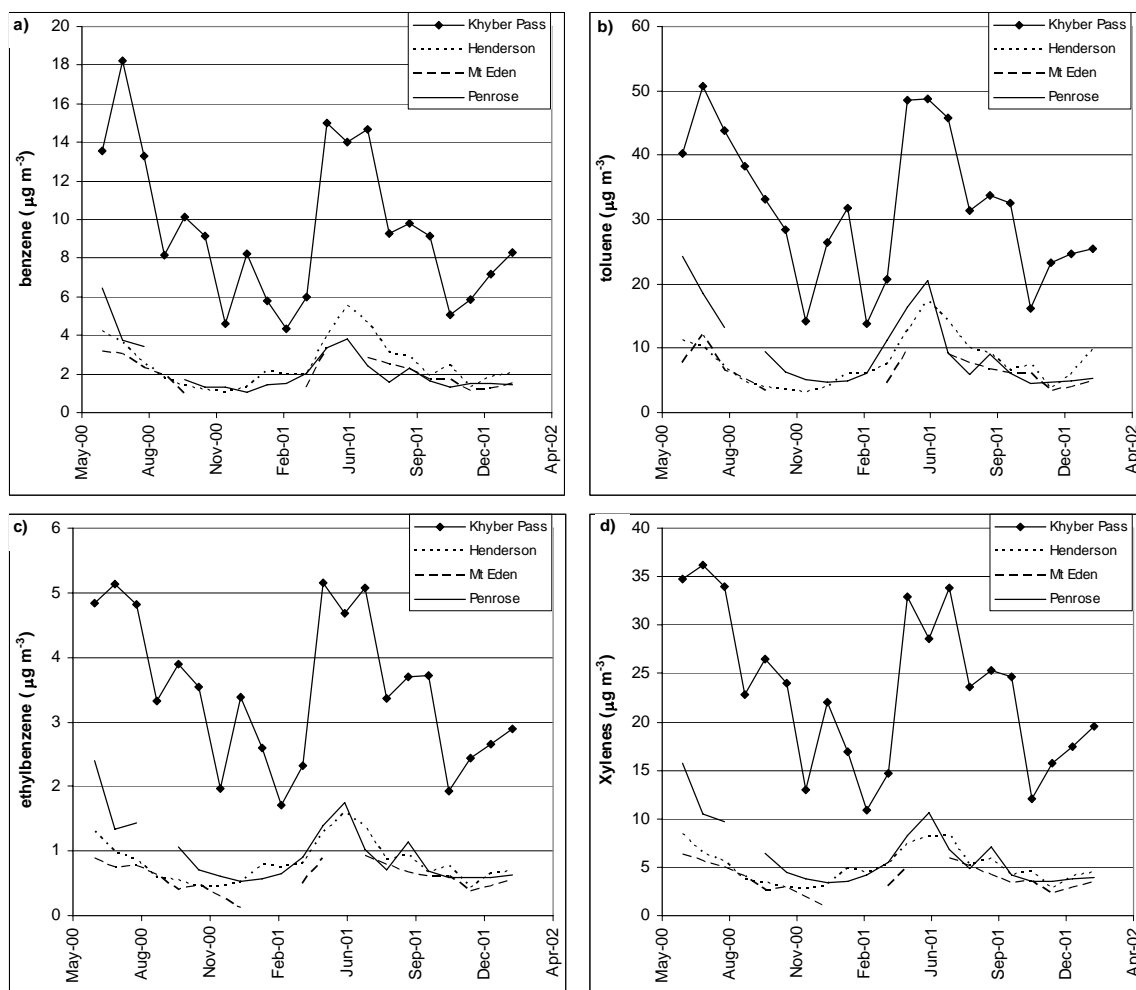 a)
Khyber Pass
Henderson
Mt Eden
Penrose
benzene (μg m-3)
20
18
16
14
12
10
8
6
4
2
0
May-00
Aug-00
Nov-00
Feb-01
Jun-01
Sep-01
Dec-01
Apr-02
b)
Khyber Pass
Henderson
Mt Eden
Penrose
toluene (μg m-3)
60
50
40
30
20
10
0
May-00
Aug-00
Nov-00
Feb-01
Jun-01
Sep-01
Dec-01
Apr-02
c)
Khyber Pass
Henderson
Mt Eden
Penrose
ethylbenzene (μg m-3)
6
5
4
3
2
1
0
May-00
Aug-00
Nov-00
Feb-01
Jun-01
Sep-01
Dec-01
Apr-02
d)
Khyber Pass
Henderson
Mt Eden
Penrose
Xylenes (μg m-3)
40
35
30
25
20
15
10
5
0
May-00
Aug-00
Nov-00
Feb-01
Jun-01
Sep-01
Dec-01
Apr-02